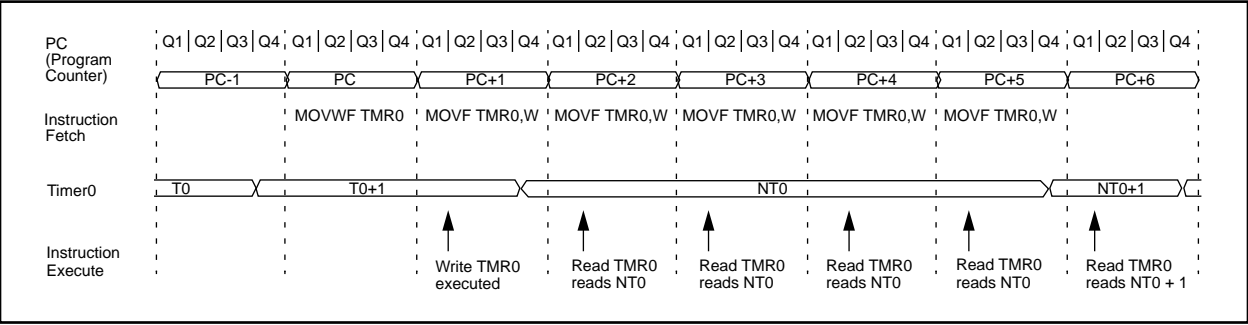 PC
(Program
Counter)
Q1 Q2 Q3 Q4 Q1 Q2 Q3 Q4 Q1 Q2 Q3 Q4 Q1 Q2 Q3 Q4 Q1 Q2 Q3 Q4 Q1 Q2 Q3 Q4 Q1 Q2 Q3 Q4 Q1 Q2 Q3 Q4
PC-1 PC PC+1 PC+2 PC+3 PC+4 PC+5 PC+6
Instruction
Fetch
MOVWF TMR0 MOVF TMR0,W MOVF TMR0,W MOVF TMR0,W MOVF TMR0,W MOVF TMR0,W
Timer0
T0 T0+1 NT0 NT0+1
Instruction
Execute
Write TMR0
executed
Read TMR0
reads NT0
Read TMR0
reads NT0
Read TMR0
reads NT0
Read TMR0
reads NT0
Read TMR0
reads NT0 + 1